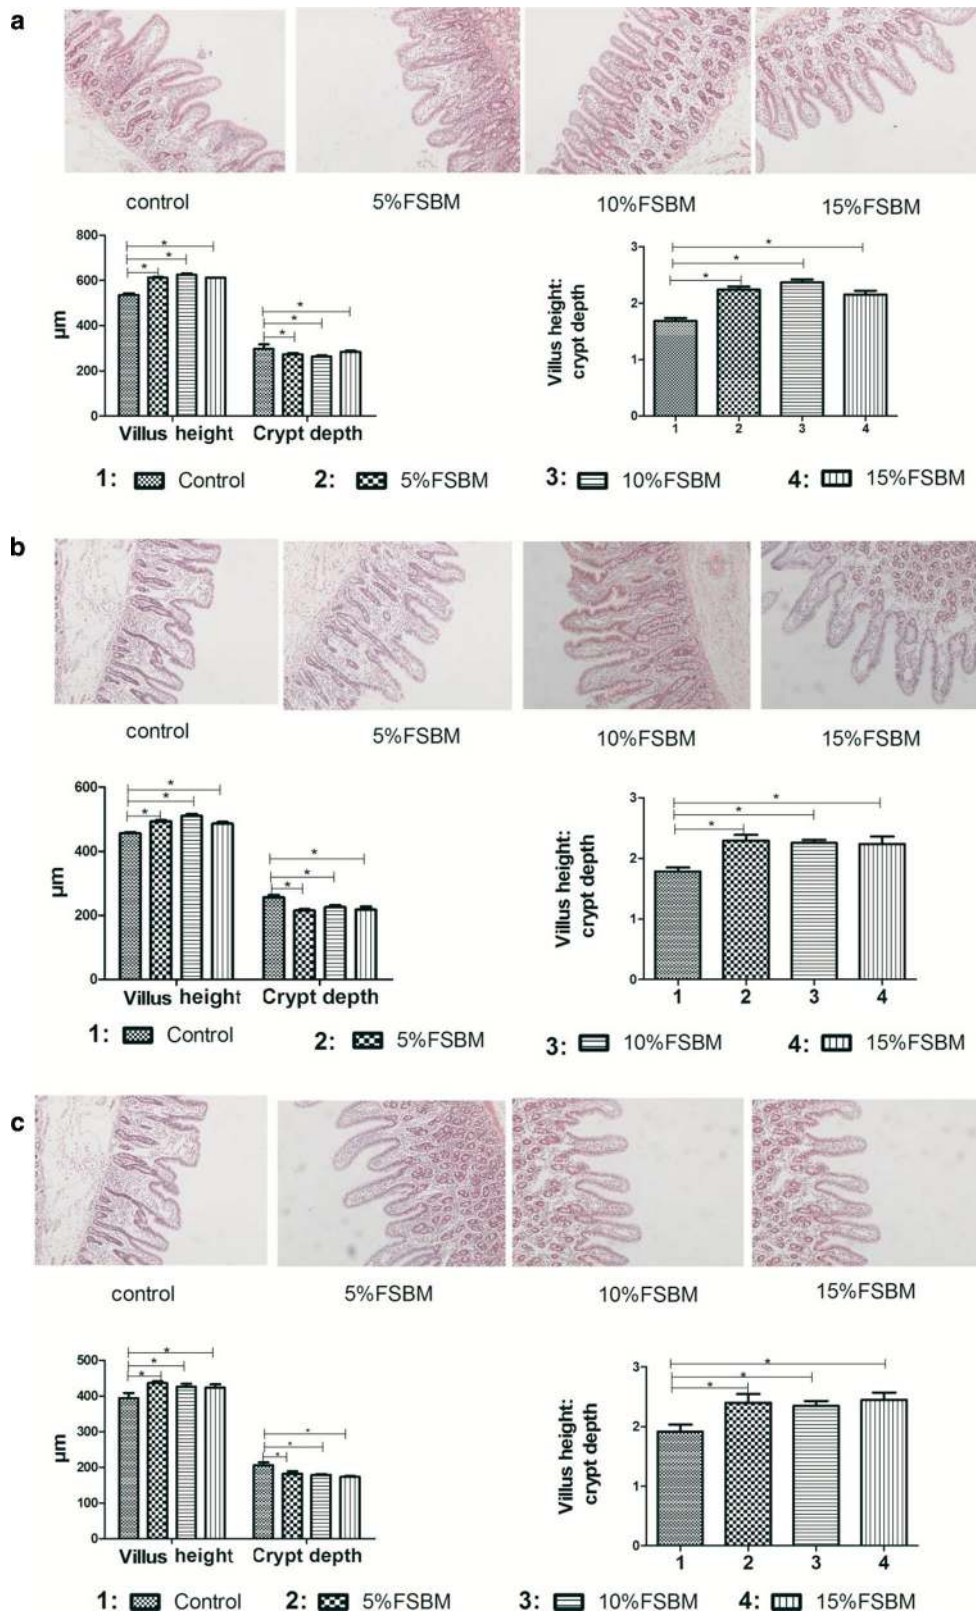 a
control
5%FSBM
10%FSBM
15%FSBM
800
600
400
200
0
µm
* * *
* * *
Villus height
Crypt depth
Villus height:
crypt depth
3
2
1
0
* * *
1 2 3 4
1: Control
2: 5%FSBM
3: 10%FSBM
4: 15%FSBM
b
control
5%FSBM
10%FSBM
15%FSBM
600
400
200
0
µm
* * *
* * *
Villus height
Crypt depth
Villus height:
crypt depth
3
2
1
0
* * *
1 2 3 4
1: Control
2: 5%FSBM
3: 10%FSBM
4: 15%FSBM
c
control
5%FSBM
10%FSBM
15%FSBM
500
400
300
200
100
0
µm
* * *
* * *
Villus height
Crypt depth
Villus height:
crypt depth
3
2
1
0
* * *
1 2 3 4
1: Control
2: 5%FSBM
3: 10%FSBM
4: 15%FSBM